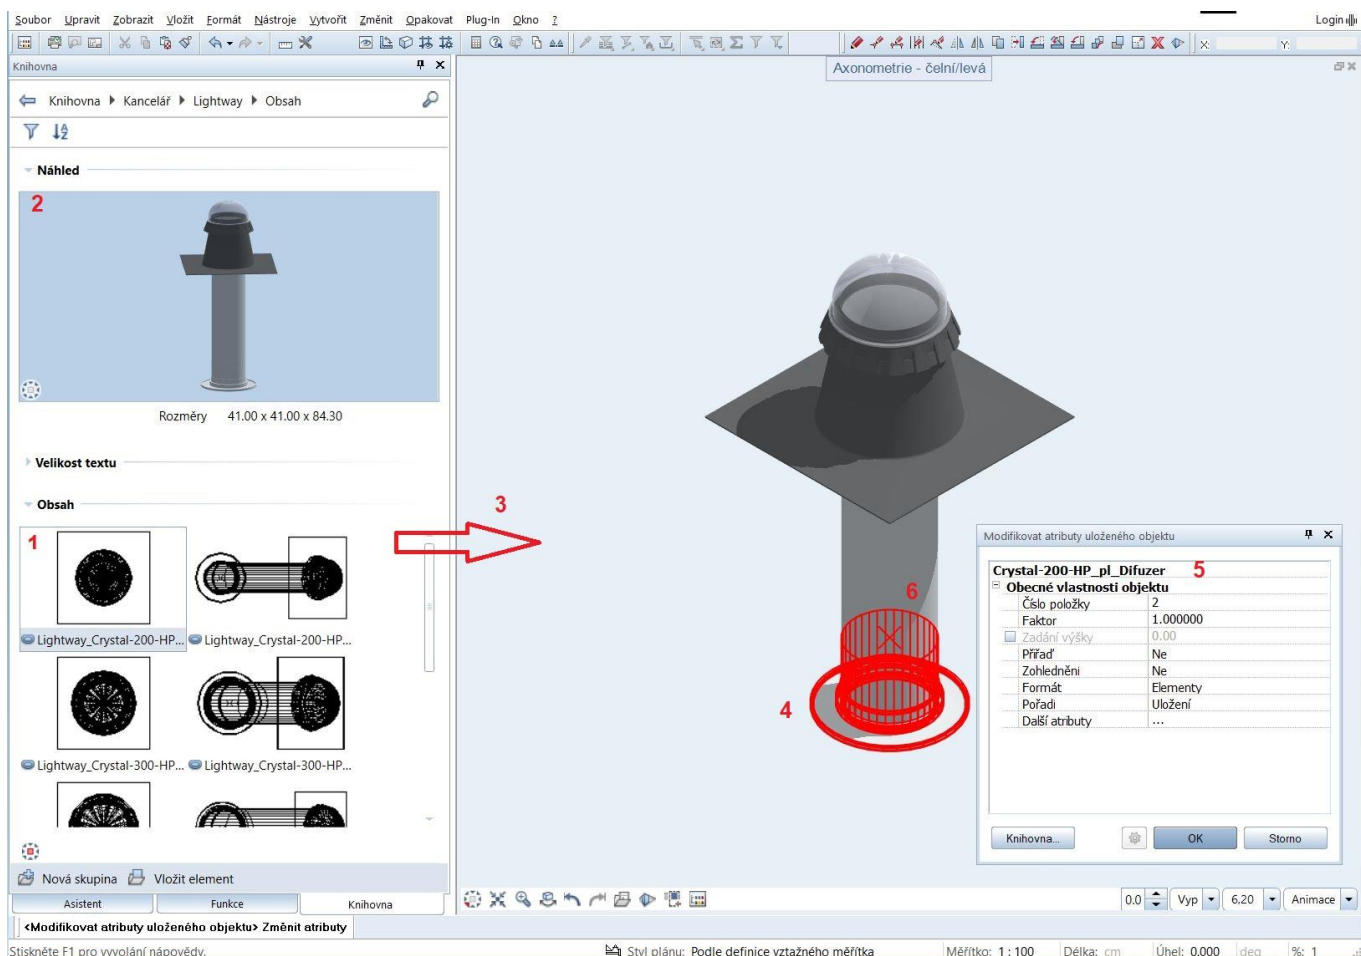 Soubor Upravit Zobrazit Vložit Formát Nástroje Vytvořit Změnit Opakovat Plug-In Okno ? Login
X: Y:
Knihovna
Knihovna Kancelář Lightway Obsah
Náhled
2
Rozměry 41.00 x 41.00 x 84.30
Velikost textu
Obsah
1
Lightway_Crystal-200-HP... Lightway_Crystal-200-HP...
Lightway_Crystal-300-HP... Lightway_Crystal-300-HP...
Nová skupina Vložit element
Asistent Funkce Knihovna
Axonometrie - čelní/levá
3
6
4
Modifikovat atributy uloženého objektu
Crystal-200-HP_pl_Difuzer 5
Obecné vlastnosti objektu
Číslo položky 2
Faktor 1.000000
Zadání výšky 0.00
Přiřaď Ne
Zohlednění Ne
Formát Elementy
Pořadí Uložení
Další atributy ...
Knihovna... OK Storno
0.0 Vyp 6,20 Animace
<Modifikovat atributy uloženého objektu> Změnit atributy
Stiskněte F1 pro vyvolání nápovědy. Styl plánu: Podle definice vztažného měřítka Měřítko: 1 : 100 Délka: cm Úhel: 0.000 deg %: 1